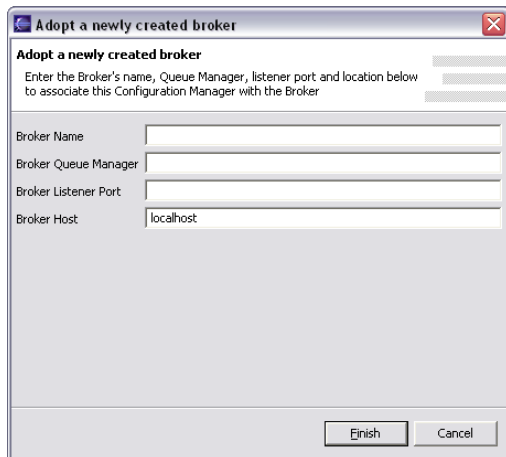 Adopt a newly created broker
Adopt a newly created broker
Enter the Broker's name, Queue Manager, listener port and location below
to associate this Configuration Manager with the Broker
Broker Name
Broker Queue Manager
Broker Listener Port
Broker Host
localhost
Finish
Cancel